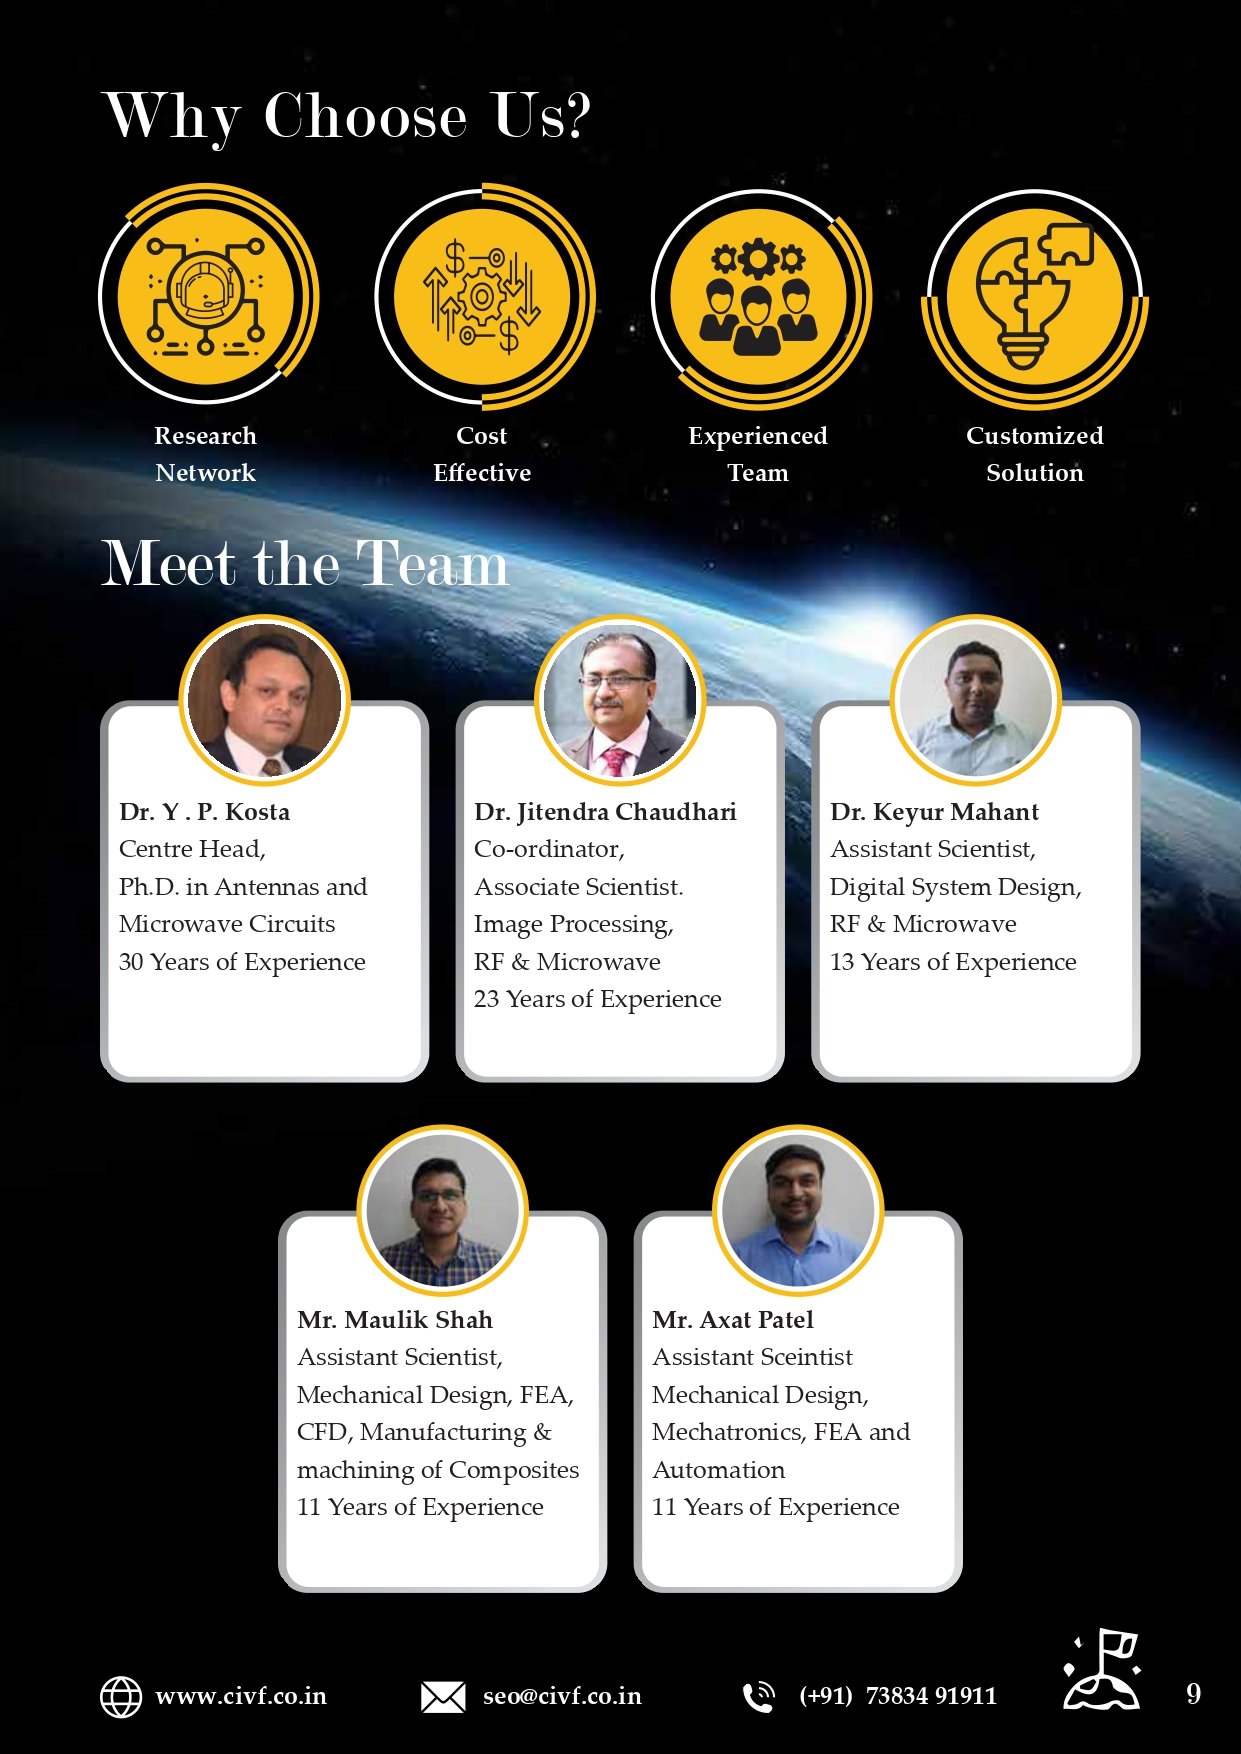 Why Choose Us?
Research
Network
Cost
Effective
Experienced
Team
Customized
Solution
Meet the Team
Dr. Y . P. Kosta
Centre Head,
Ph.D. in Antennas and
Microwave Circuits
30 Years of Experience
Dr. Jitendra Chaudhari
Co-ordinator,
Associate Scientist.
Image Processing,
RF & Microwave
23 Years of Experience
Dr. Keyur Mahant
Assistant Scientist,
Digital System Design,
RF & Microwave
13 Years of Experience
Mr. Maulik Shah
Assistant Scientist,
Mechanical Design, FEA,
CFD, Manufacturing &
machining of Composites
11 Years of Experience
Mr. Axat Patel
Assistant Sceintist
Mechanical Design,
Mechatronics, FEA and
Automation
11 Years of Experience
www.civf.co.in
seo@civf.co.in
(+91) 73834 91911
9